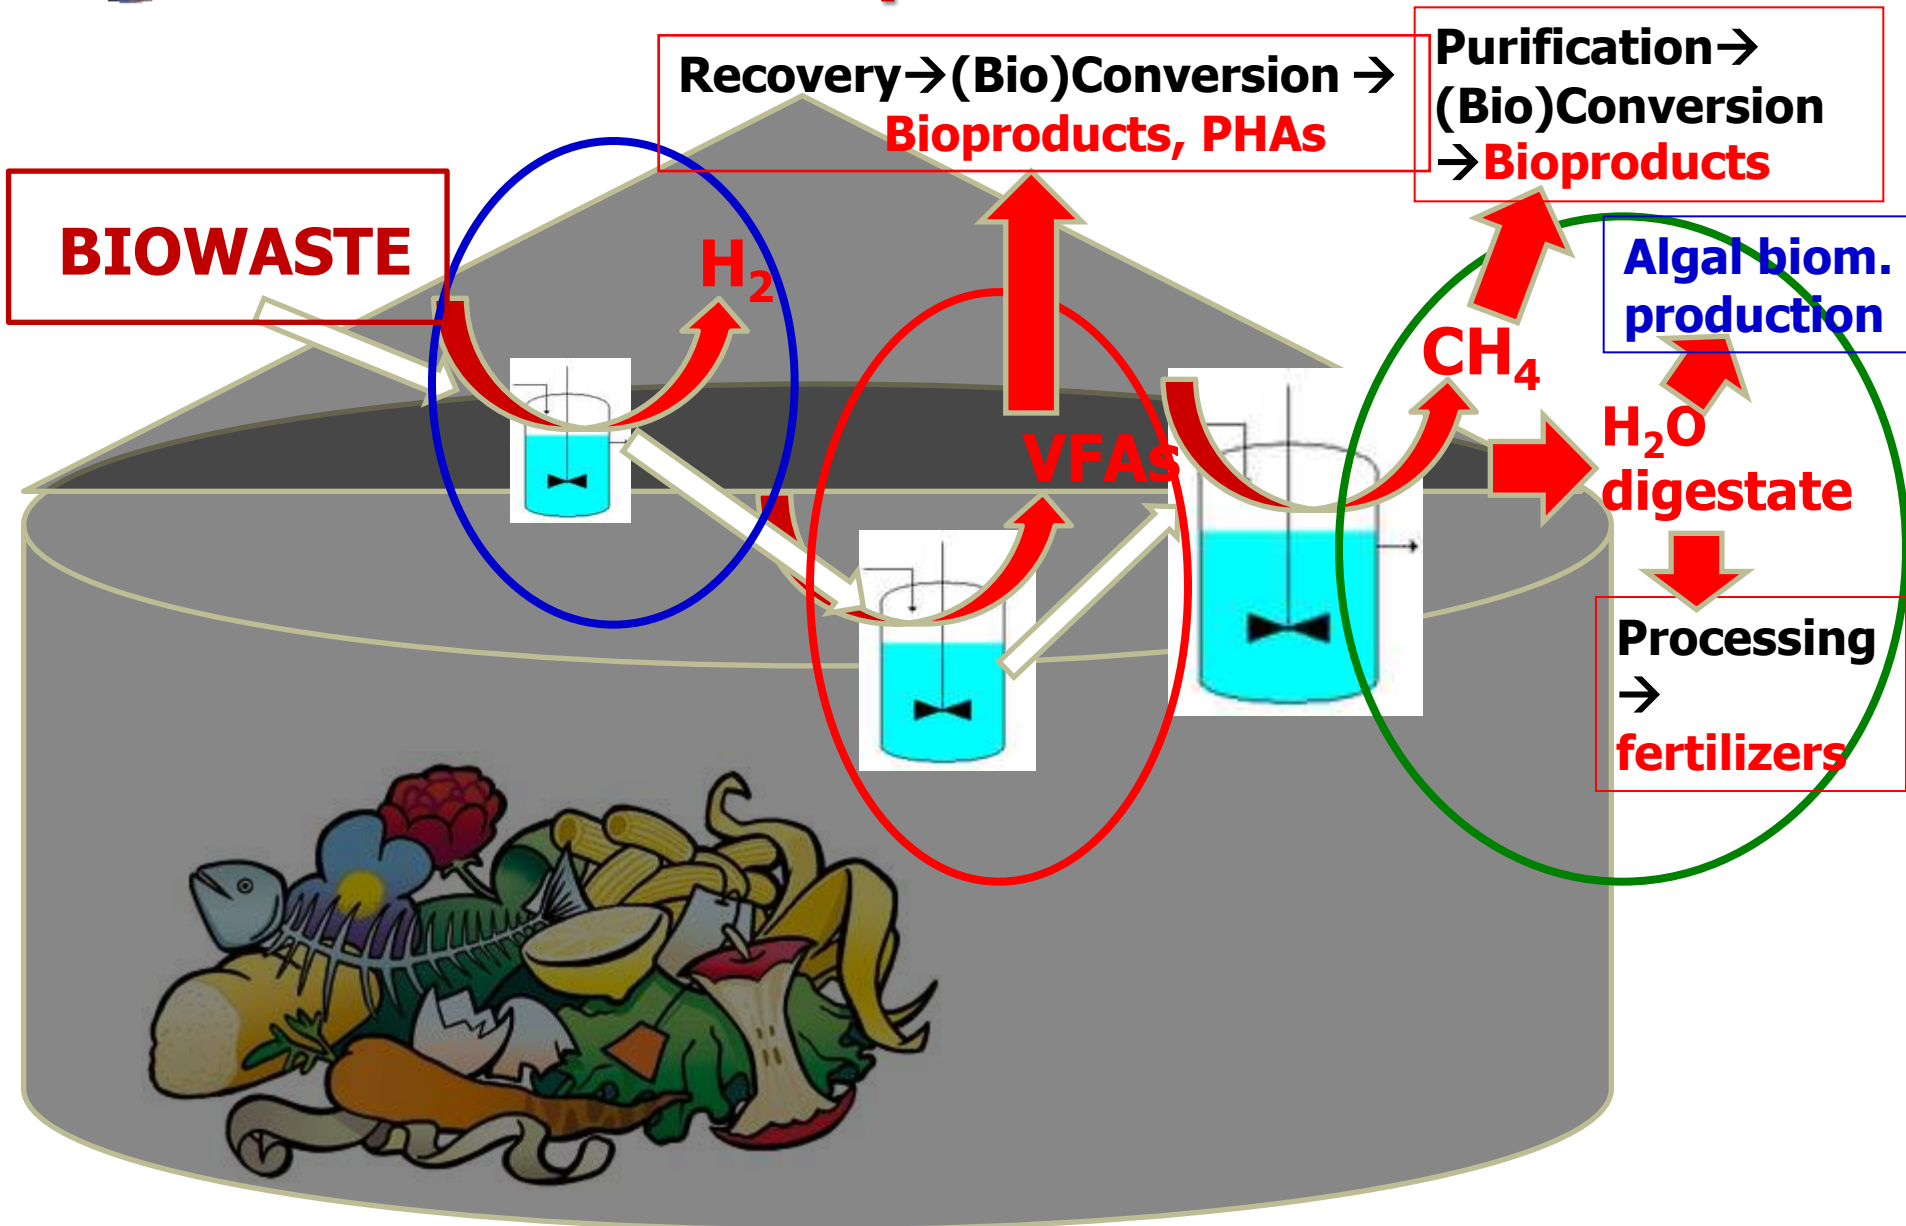 Recovery→(Bio)Conversion →
Bioproducts, PHAs
Purification→
(Bio)Conversion
→Bioproducts
BIOWASTE
H₂
Algal biom.
production
CH₄
VFAs
H₂O
digestate
Processing
→
fertilizers